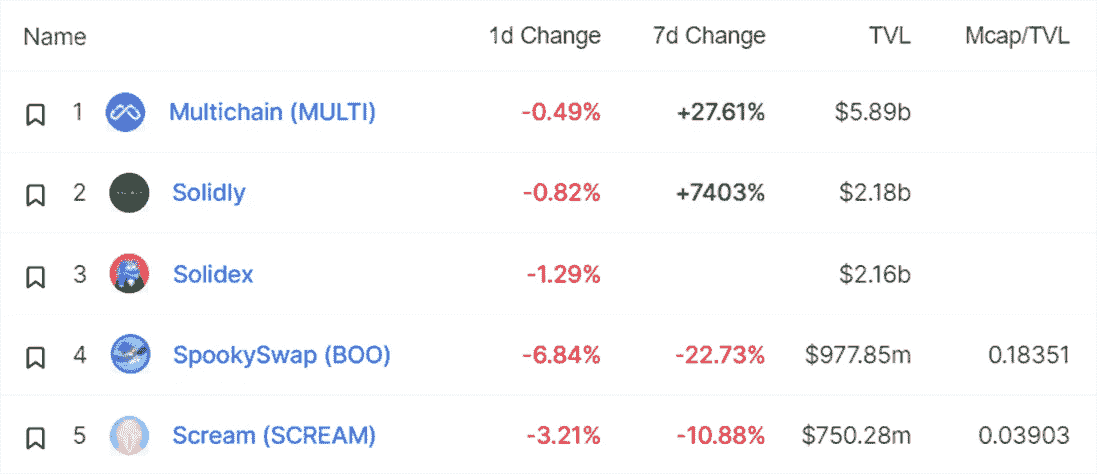 Name 1d Change 7d Change TVL Mcap/TVL
1 Multichain (MULTI) -0.49% +27.61% $5.89b
2 Solidly -0.82% +7403% $2.18b
3 Solidex -1.29% $2.16b
4 SpookySwap (BOO) -6.84% -22.73% $977.85m 0.18351
5 Scream (SCREAM) -3.21% -10.88% $750.28m 0.03903